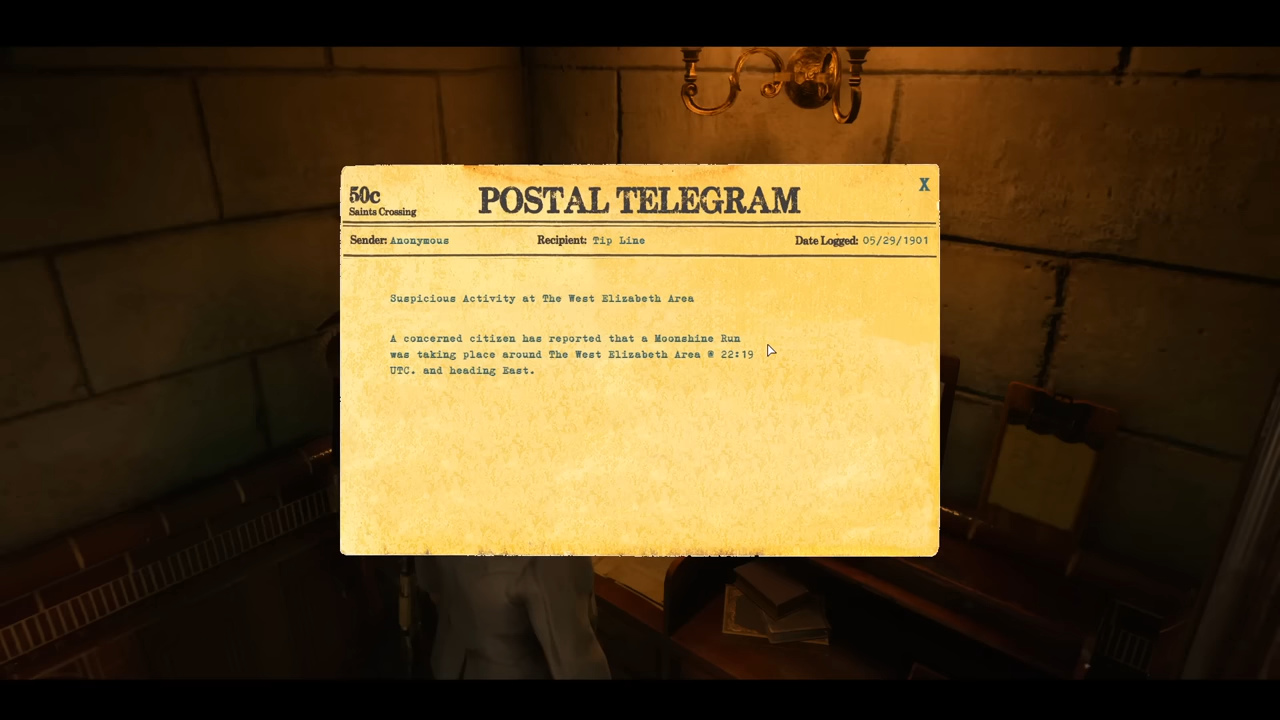 50c
Saints Crossing
POSTAL TELEGRAM
X
Sender: Anonymous
Recipient: Tip Line
Date Logged: 05/29/1901
Suspicious Activity at The West Elizabeth Area
A concerned citizen has reported that a Moonshine Run
was taking place around The West Elizabeth Area @ 22:19
UTC. and heading East.